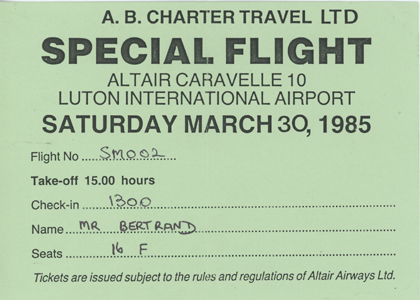 A. B. CHARTER TRAVEL LTD
SPECIAL FLIGHT
ALTAIR CARAVELLE 10
LUTON INTERNATIONAL AIRPORT
SATURDAY MARCH 30, 1985
Flight No ..... SM002 .....
Take-off 15.00 hours
Check-in ..... 1300 .....
Name ..... MR BERTRAND .....
Seats ..... 16 F .....
Tickets are issued subject to the rules and regulations of Altair Airways Ltd.